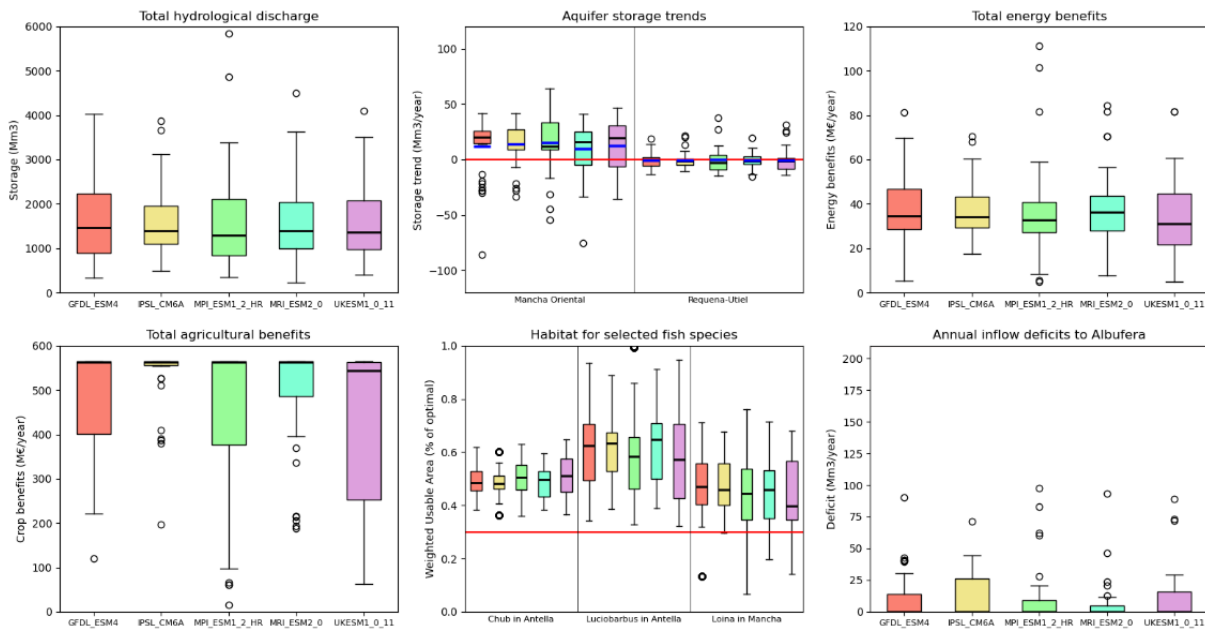 Total hydrological discharge
Storage (Mm3)
6000
5000
4000
3000
2000
1000
0
GFDL_ESM4 IPSL_CM6A MPI_ESM1_2_HR MRI_ESM2_0 UKESM1_0_11
Aquifer storage trends
Storage trend (Mm3/year)
100
50
0
−50
−100
Mancha Oriental Requena-Utiel
Total energy benefits
Energy benefits (M€/year)
120
100
80
60
40
20
0
GFDL_ESM4 IPSL_CM6A MPI_ESM1_2_HR MRI_ESM2_0 UKESM1_0_11
Total agricultural benefits
Crop benefits (M€/year)
600
500
400
300
200
100
0
GFDL_ESM4 IPSL_CM6A MPI_ESM1_2_HR MRI_ESM2_0 UKESM1_0_11
Habitat for selected fish species
Weighted Usable Area (% of optimal)
1.0
0.8
0.6
0.4
0.2
0.0
Chub in Antella Luciobarbus in Antella Loina in Mancha
Annual inflow deficits to Albufera
Deficit (Mm3/year)
200
175
150
125
100
75
50
25
0
GFDL_ESM4 IPSL_CM6A MPI_ESM1_2_HR MRI_ESM2_0 UKESM1_0_11